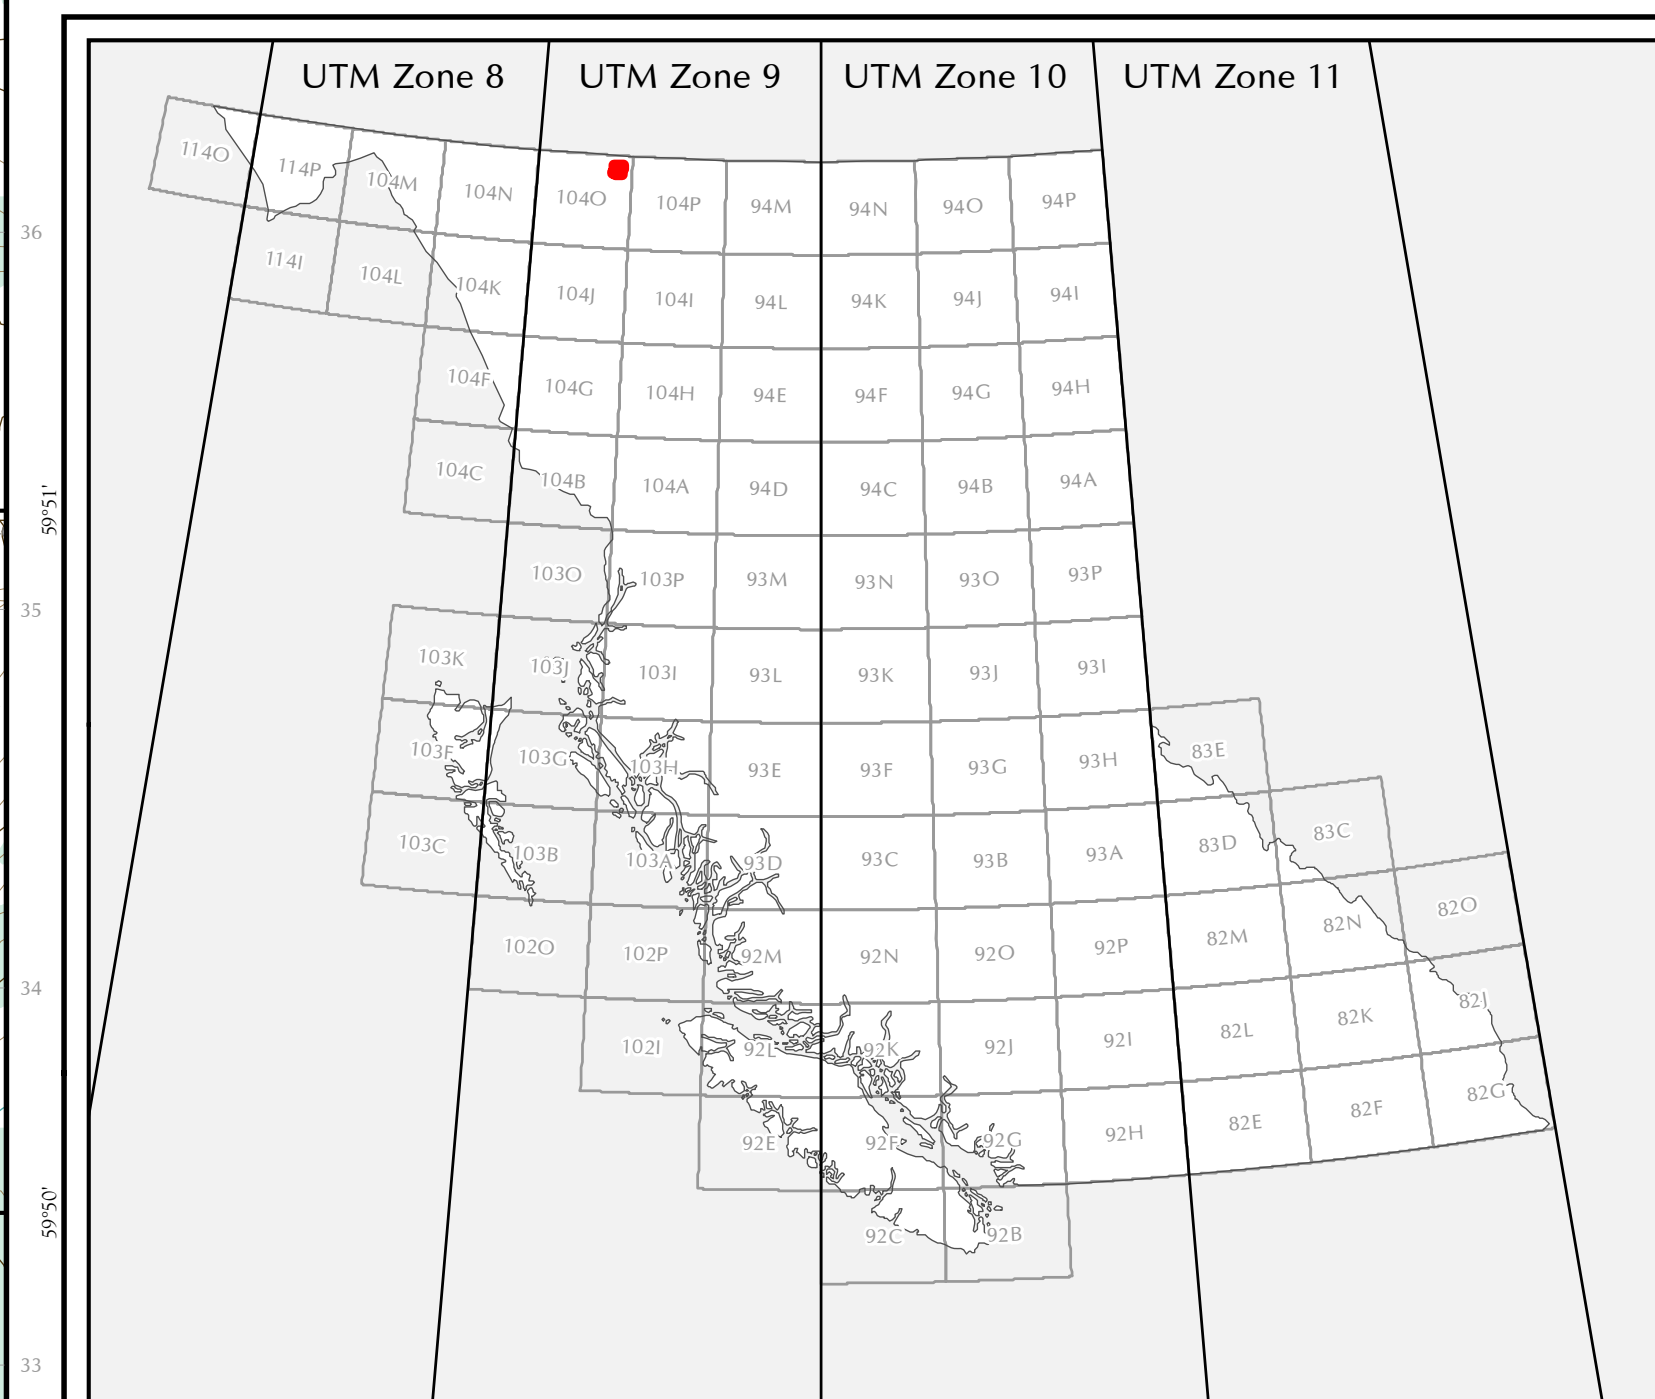 UTM Zone 8 UTM Zone 9 UTM Zone 10 UTM Zone 11
114O 114P 104M 104N 104O 104P 94M 94N 94O 94P
36
114I 104L 104K 104J 104I 94L 94K 94J 94I
104F 104G 104H 94E 94F 94G 94H
104C 104B 104A 94D 94C 94B 94A
59°51'
103O 103P 93M 93N 93O 93P
35
103K 103J 103I 93L 93K 93J 93I
103F 103G 103H 93E 93F 93G 93H 83E
103C 103B 103A 93D 93C 93B 93A 83D 83C
102O 102P 92M 92N 92O 92P 82M 82N 82O
34
102I 92L 92K 92J 92I 82L 82K 82J
92E 92F 92G 92H 82E 82F 82G
59°50'
92C 92B
33